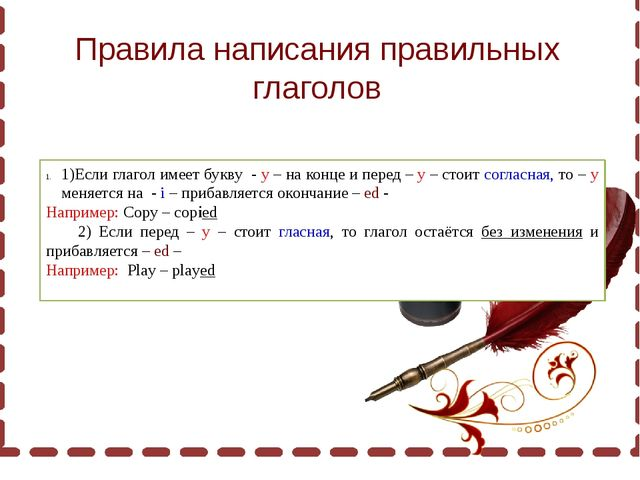 Правила написания правильных
глаголов
1. 1)Если глагол имеет букву - y – на конце и перед – y – стоит согласная, то – y
меняется на - i – прибавляется окончание – ed -
Например: Copy – copied
2) Если перед – y – стоит гласная, то глагол остаётся без изменения и
прибавляется – ed –
Например: Play – played